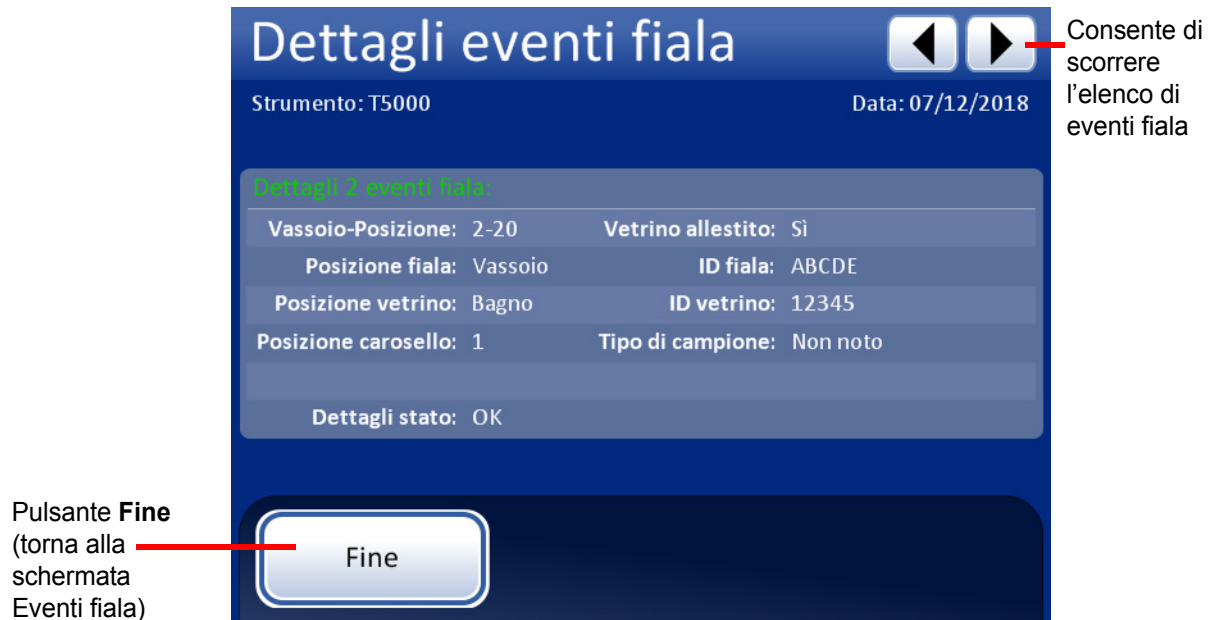 Dettagli eventi fiala
Consente di
scorrere
l'elenco di
eventi fiala
Strumento: T5000 Data: 07/12/2018
Dettagli 2 eventi fiala:
Vassoio-Posizione: 2-20 Vetrino allestito: Sì
Posizione fiala: Vassoio ID fiala: ABCDE
Posizione vetrino: Bagno ID vetrino: 12345
Posizione carosello: 1 Tipo di campione: Non noto
Dettagli stato: OK
Pulsante Fine
(torna alla
schermata
Eventi fiala)
Fine